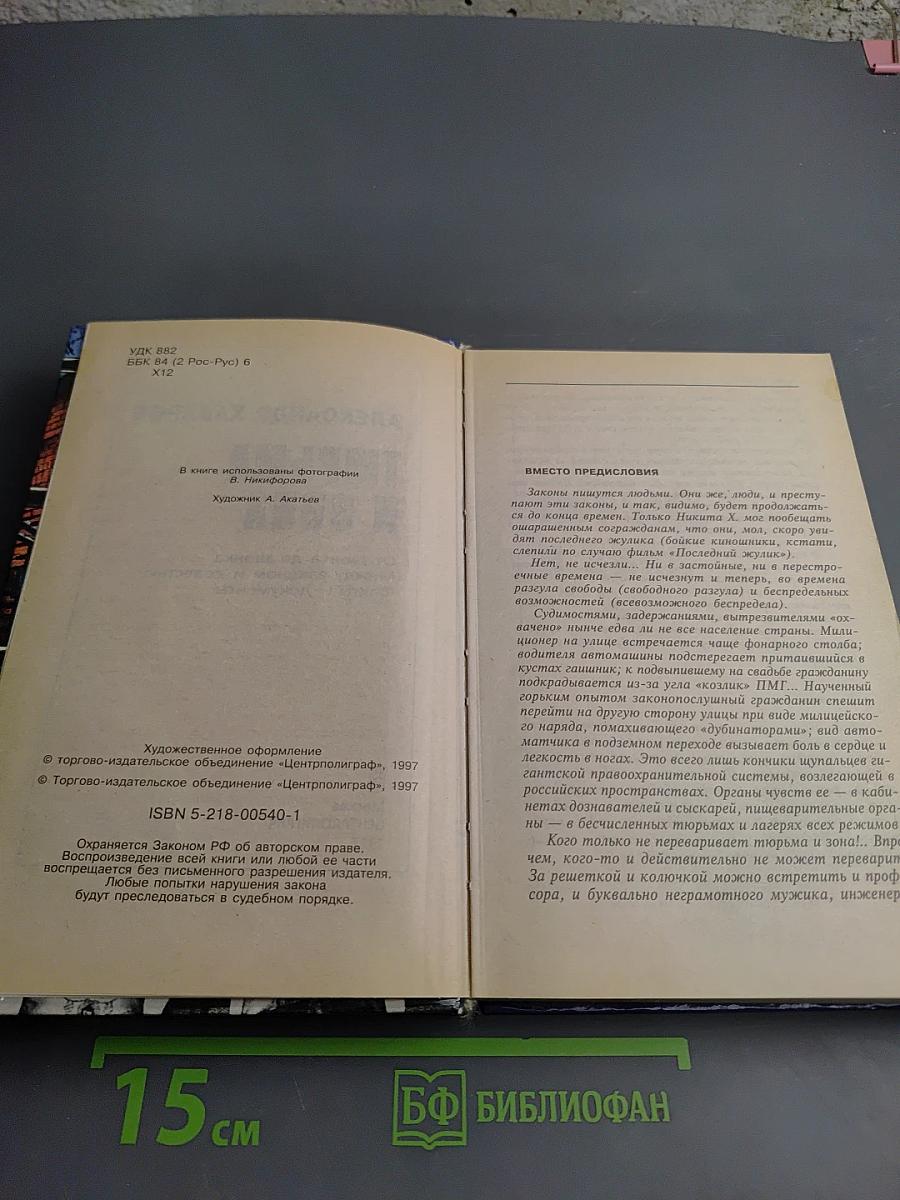 УДК 882
ББК 84 (2 Рос-Рус) 6
Х12
В книге использованы фотографии
В. Никифорова
Художник А. Акатьев
Художественное оформление
© торгово-издательское объединение «Центрполиграф», 1997
© Торгово-издательское объединение «Центрполиграф», 1997
ISBN 5-218-00540-1
Охраняется Законом РФ об авторском праве.
Воспроизведение всей книги или любой ее части
воспрещается без письменного разрешения издателя.
Любые попытки нарушения закона
будут преследоваться в судебном порядке.
ВМЕСТО ПРЕДИСЛОВИЯ
Законы пишутся людьми. Они же, люди, и престу-
пают эти законы, и так, видимо, будет продолжать-
ся до конца времен. Только Никита Х. мог пообещать
ошарашенным согражданам, что они, мол, скоро уви-
дят последнего жулика (бойкие киношники, кстати,
слепили по случаю фильм «Последний жулик»).
Нет, не исчезли... Ни в застойные, ни в перестро-
ечные времена — не исчезнут и теперь, во времена
разгула свободы (свободного разгула) и беспредельных
возможностей (всевозможного беспредела).
Судимостями, задержаниями, вытрезвителями «ох-
вачено» нынче едва ли не все население страны. Мили-
ционер на улице встречается чаще фонарного столба;
водителя автомашины подстерегает притаившийся в
кустах гаишник; к подвыпившему на свадьбе гражданину
подкрадывается из-за угла «козлик» ПМГ... Наученный
горьким опытом законопослушный гражданин спешит
перейти на другую сторону улицы при виде милицейско-
го наряда, помахивающего «дубинаторами»; вид авто-
матчика в подземном переходе вызывает боль в сердце и
легкость в ногах. Это всего лишь кончики щупальцев ги-
гантской правоохранительной системы, возлегающей в
российских пространствах. Органы чувств ее — в каби-
нетах дознавателей и сыскарей, пищеварительные орга-
ны — в бесчисленных тюрьмах и лагерях всех режимов
Кого только не переваривает тюрьма и зона!.. Впро
чем, кого-то и действительно не может переварит
За решеткой и колючкой можно встретить и проф
сора, и буквально неграмотного мужика, инженер
15 см
БФ БИБЛИОФАН